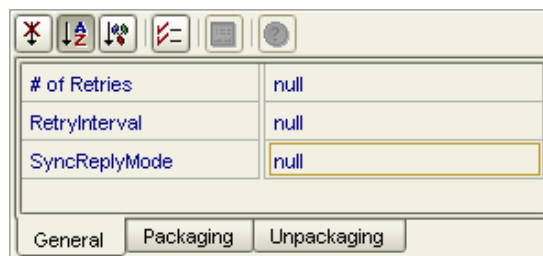 # of Retries null
RetryInterval null
SyncReplyMode null
General Packaging Unpackaging